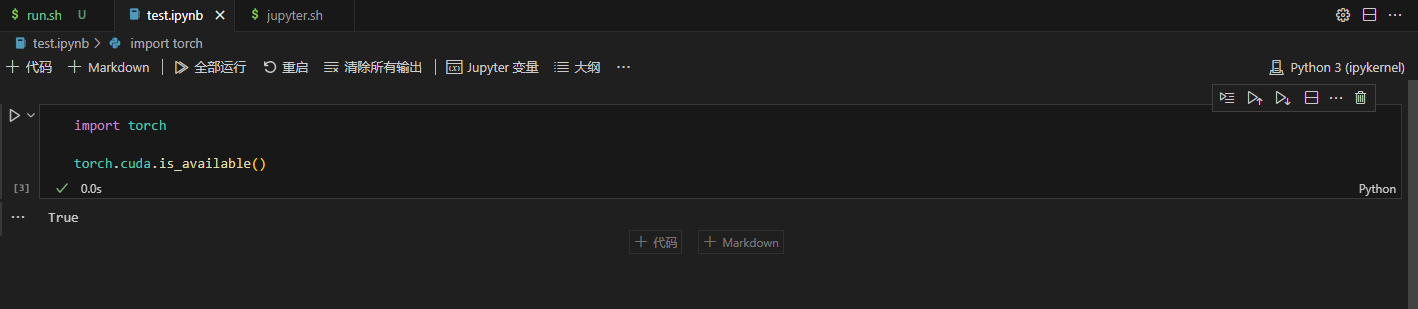 $ run.sh U test.ipynb $ jupyter.sh
test.ipynb > import torch
代码 Markdown 全部运行 重启 清除所有输出 Jupyter 变量 大纲 ··· Python 3 (ipykernel)
import torch
torch.cuda.is_available()
[3] 0.0s Python
True
代码 Markdown